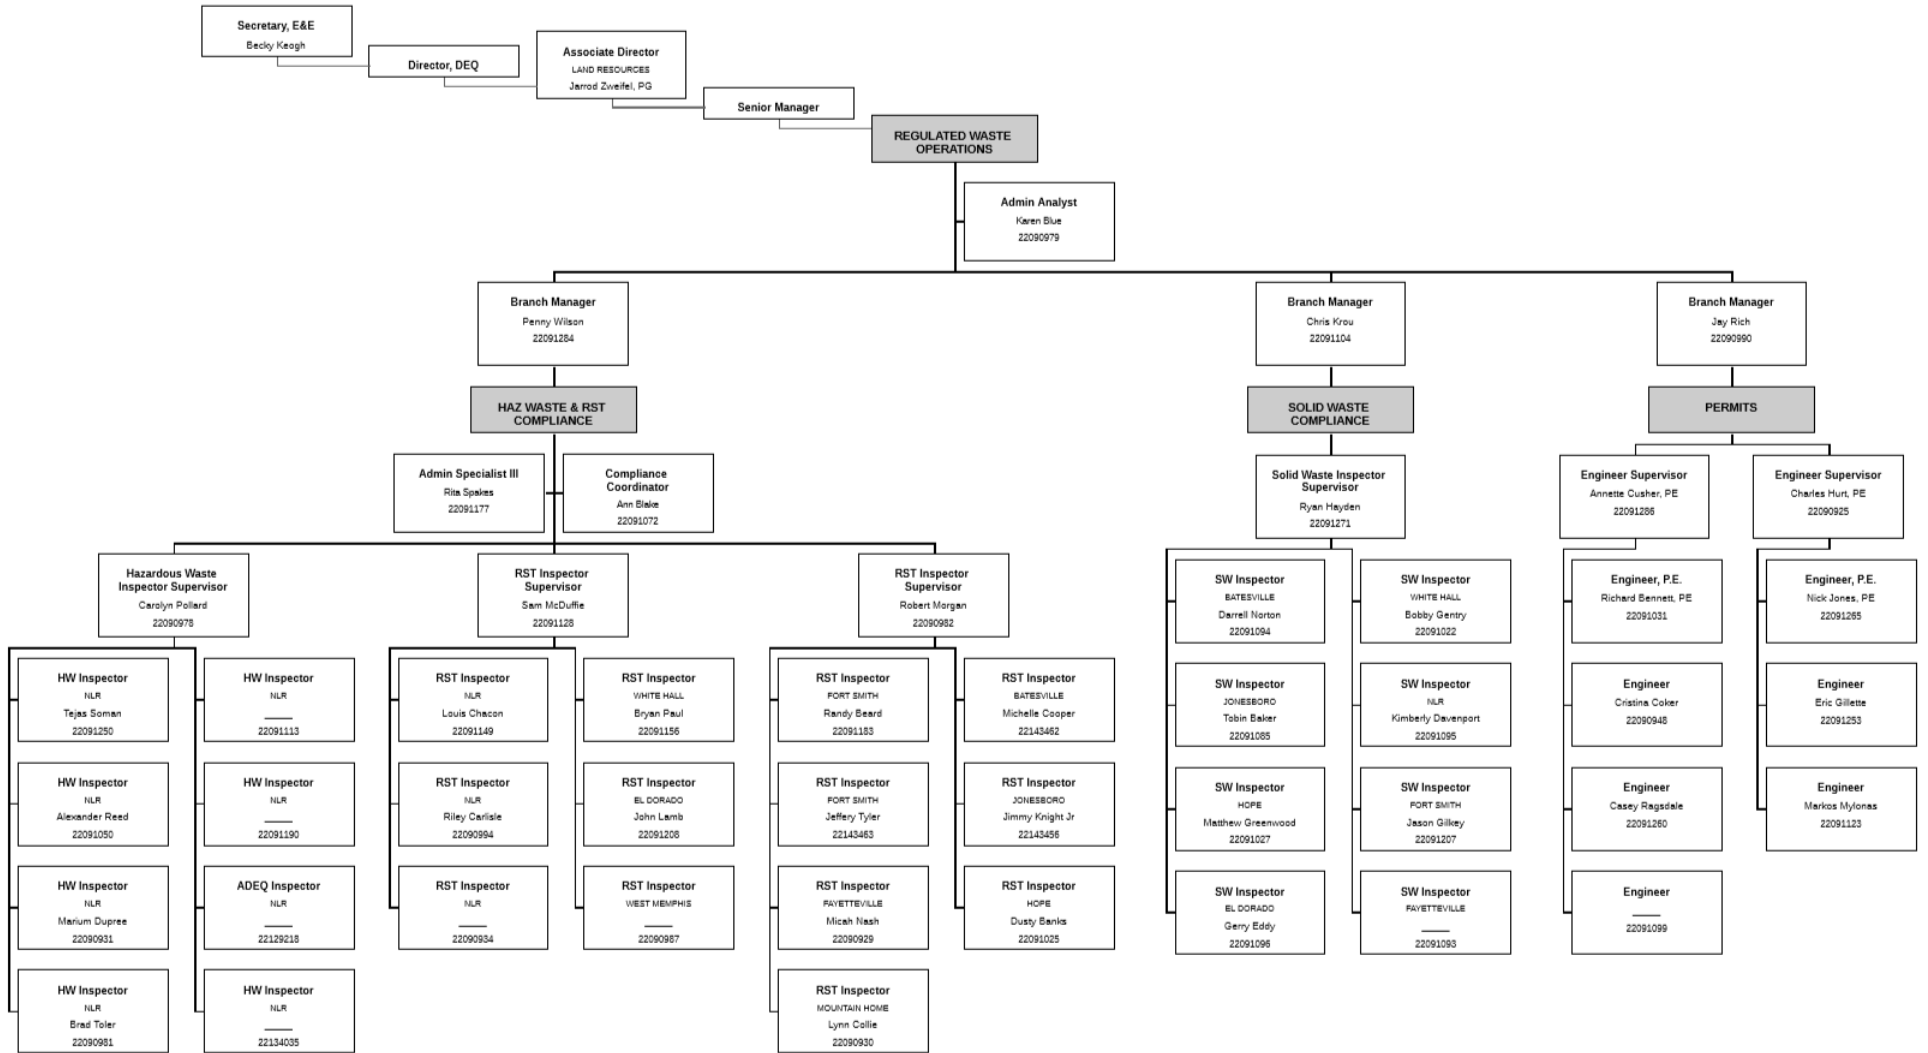 Secretary, E&E
Becky Keogh
Director, DEQ
Associate Director
LAND RESOURCES
Jarrod Zweifel, PG
Senior Manager
REGULATED WASTE
OPERATIONS
Admin Analyst
Karen Blue
22090979
Branch Manager
Penny Wilson
22091284
Branch Manager
Chris Krou
22091104
Branch Manager
Jay Rich
22090990
HAZ WASTE & RST
COMPLIANCE
SOLID WASTE
COMPLIANCE
PERMITS
Admin Specialist III
Rita Spakes
22091177
Compliance
Coordinator
Ann Blake
22091072
Solid Waste Inspector
Supervisor
Ryan Hayden
22091271
Engineer Supervisor
Annette Cusher, PE
22091286
Engineer Supervisor
Charles Hurt, PE
22090925
Hazardous Waste
Inspector Supervisor
Carolyn Pollard
22090978
RST Inspector
Supervisor
Sam McDuffie
22091128
RST Inspector
Supervisor
Robert Morgan
22090982
HW Inspector
NLR
Tejas Soman
22091250
HW Inspector
NLR
22091113
HW Inspector
NLR
Alexander Reed
22091050
HW Inspector
NLR
22091190
HW Inspector
NLR
Marium Dupree
22090931
ADEQ Inspector
NLR
22129218
HW Inspector
NLR
Brad Toler
22090981
HW Inspector
NLR
22134035
RST Inspector
NLR
Louis Chacon
22091149
RST Inspector
WHITE HALL
Bryan Paul
22091156
RST Inspector
NLR
Riley Carlisle
22090994
RST Inspector
EL DORADO
John Lamb
22091208
RST Inspector
NLR
22090934
RST Inspector
WEST MEMPHIS
22090987
RST Inspector
FORT SMITH
Randy Beard
22091183
RST Inspector
BATESVILLE
Michelle Cooper
22143462
RST Inspector
FORT SMITH
Jeffery Tyler
22143463
RST Inspector
JONESBORO
Jimmy Knight Jr
22143456
RST Inspector
FAYETTEVILLE
Micah Nash
22090929
RST Inspector
HOPE
Dusty Banks
22091025
RST Inspector
MOUNTAIN HOME
Lynn Collie
22090930
SW Inspector
BATESVILLE
Darrell Norton
22091094
SW Inspector
WHITE HALL
Bobby Gentry
22091022
SW Inspector
JONESBORO
Tobin Baker
22091085
SW Inspector
NLR
Kimberly Davenport
22091095
SW Inspector
HOPE
Matthew Greenwood
22091027
SW Inspector
FORT SMITH
Jason Gilkey
22091207
SW Inspector
EL DORADO
Gerry Eddy
22091096
SW Inspector
FAYETTEVILLE
22091093
Engineer, P.E.
Richard Bennett, PE
22091031
Engineer, P.E.
Nick Jones, PE
22091265
Engineer
Cristina Coker
22090948
Engineer
Eric Gillette
22091253
Engineer
Casey Ragsdale
22091260
Engineer
Markos Mylonas
22091123
Engineer
22091099